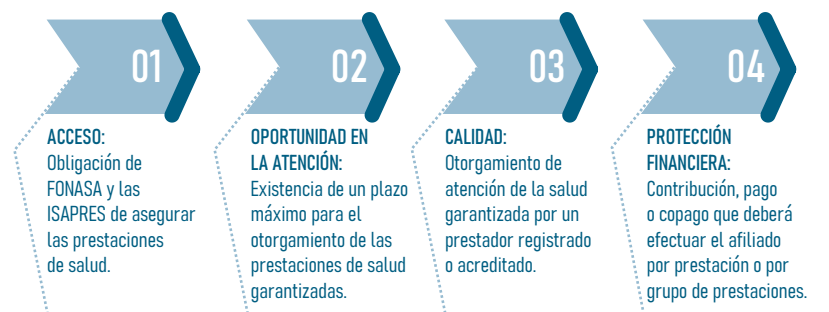 01
ACCESO:
Obligación de
FONASA y las
ISAPRES de asegurar
las prestaciones
de salud.
02
OPORTUNIDAD EN
LA ATENCIÓN:
Existencia de un plazo
máximo para el
otorgamiento de las
prestaciones de salud
garantizadas.
03
CALIDAD:
Otorgamiento de
atención de la salud
garantizada por un
prestador registrado
o acreditado.
04
PROTECCIÓN
FINANCIERA:
Contribución, pago
o copago que deberá
efectuar el afiliado
por prestación o por
grupo de prestaciones.